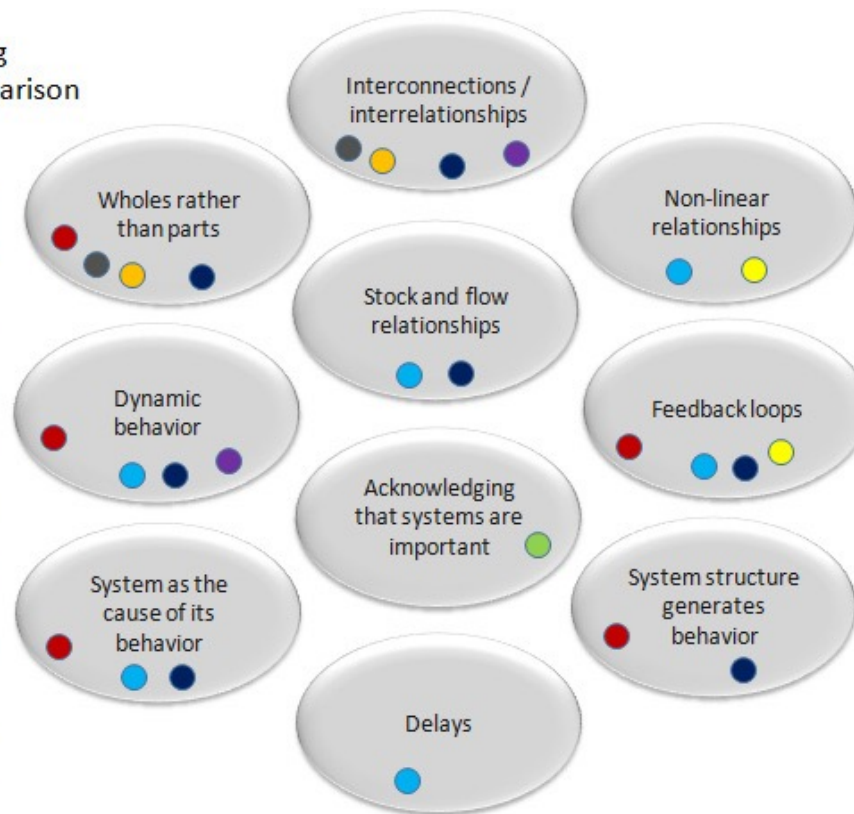 Interconnections /
interrelationships
Wholes rather
than parts
Non-linear
relationships
Stock and flow
relationships
Dynamic
behavior
Feedback loops
Acknowledging
that systems are
important
System as the
cause of its
behavior
System structure
generates
behavior
Delays